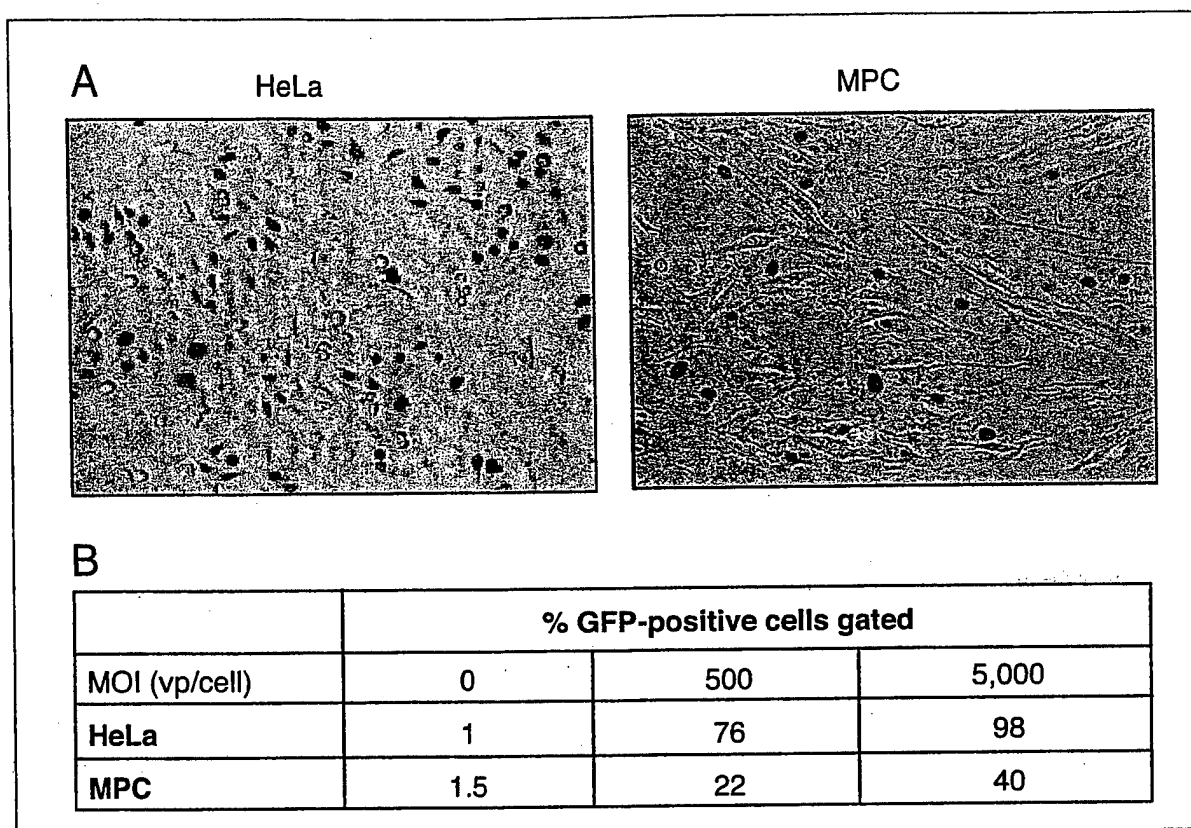 A
HeLa
MPC
B
% GFP-positive cells gated
MOI (vp/cell) 0 500 5,000
HeLa 1 76 98
MPC 1.5 22 40